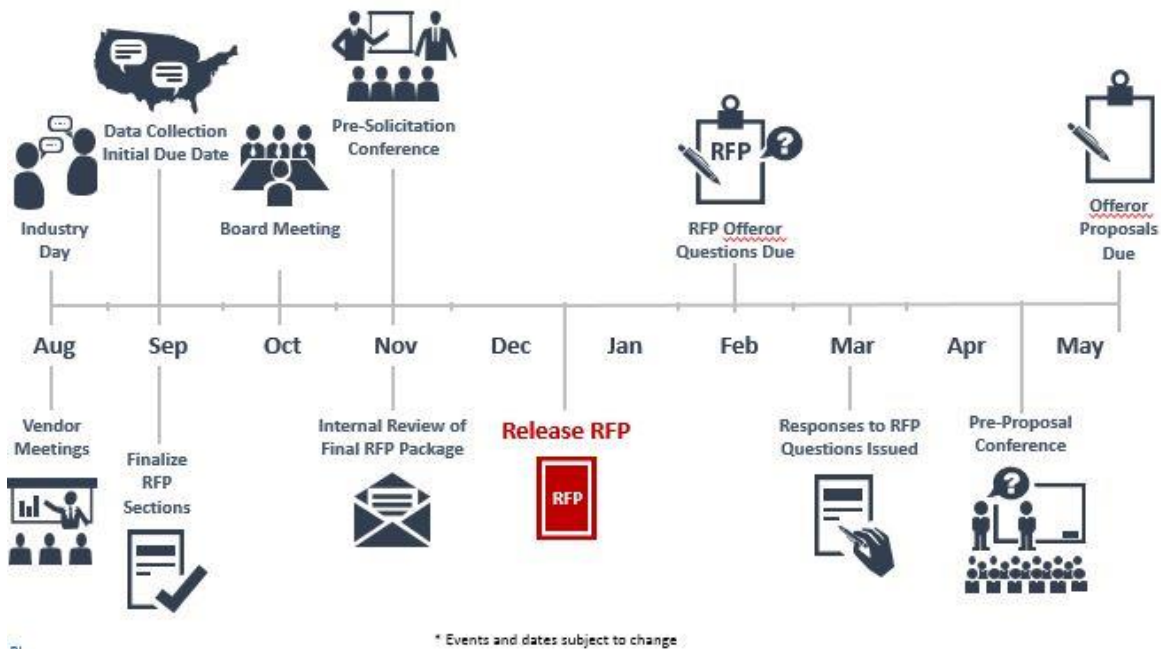 Data Collection
Initial Due Date
Pre-Solicitation
Conference
Industry
Day
Board Meeting
RFP
?
RFP Offeror
Questions Due
Offeror
Proposals
Due
Aug
Sep
Oct
Nov
Dec
Jan
Feb
Mar
Apr
May
Vendor
Meetings
Finalize
RFP
Sections
Internal Review of
Final RFP Package
Release RFP
RFP
Responses to RFP
Questions Issued
Pre-Proposal
Conference
?
* Events and dates subject to change